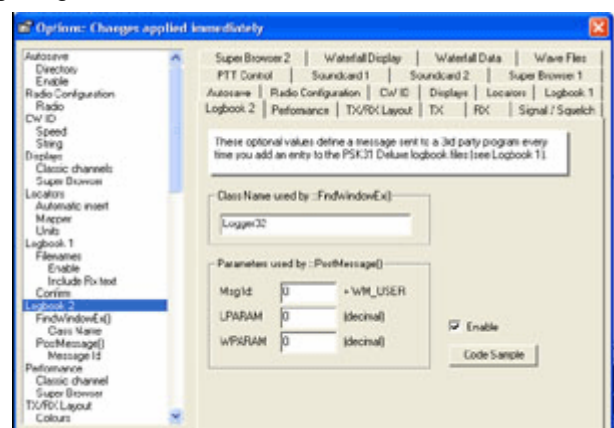 Options: Changes applied immediately
Autosave
Directory
Enable
Radio Configuration
Radio
CW ID
Speed
String
Displays
Classic channels
Super Browser
Locators
Automatic insert
Mapper
Units
Logbook 1
Filenames
Enable
Include Rx text
Confirm
Logbook 2
FindWindowEx()
Class Name
PostMessage()
Message Id
Performance
Classic channel
Super Browser
TX/RX Layout
Colours
Super Browser 2 Waterfall Display Waterfall Data Wave Files
PTT Control Soundcard 1 Soundcard 2 Super Browser 1
Autosave Radio Configuration CW ID Displays Locators Logbook 1
Logbook 2 Performance TX/RX Layout TX RX Signal / Squelch
These optional values define a message sent to a 3rd party program every
time you add an entry to the PSK31 Deluxe logbook files (see Logbook 1).
Class Name used by ::FindWindowEx()
Logger32
Parameters used by ::PostMessage()
MsgId: 0 + WM_USER
LPARAM 0 (decimal)
WPARAM 0 (decimal)
Enable
Code Sample